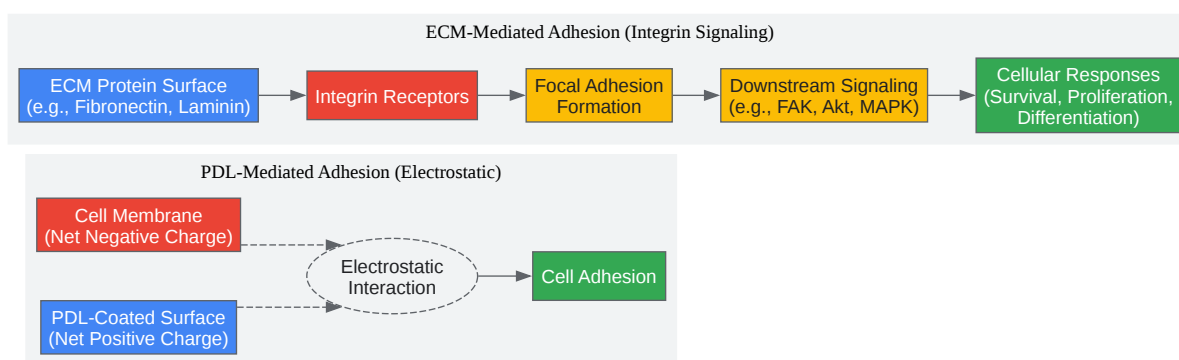 ECM-Mediated Adhesion (Integrin Signaling)
ECM Protein Surface
(e.g., Fibronectin, Laminin)
Integrin Receptors
Focal Adhesion
Formation
Downstream Signaling
(e.g., FAK, Akt, MAPK)
Cellular Responses
(Survival, Proliferation,
Differentiation)
PDL-Mediated Adhesion (Electrostatic)
Cell Membrane
(Net Negative Charge)
PDL-Coated Surface
(Net Positive Charge)
Electrostatic
Interaction
Cell Adhesion